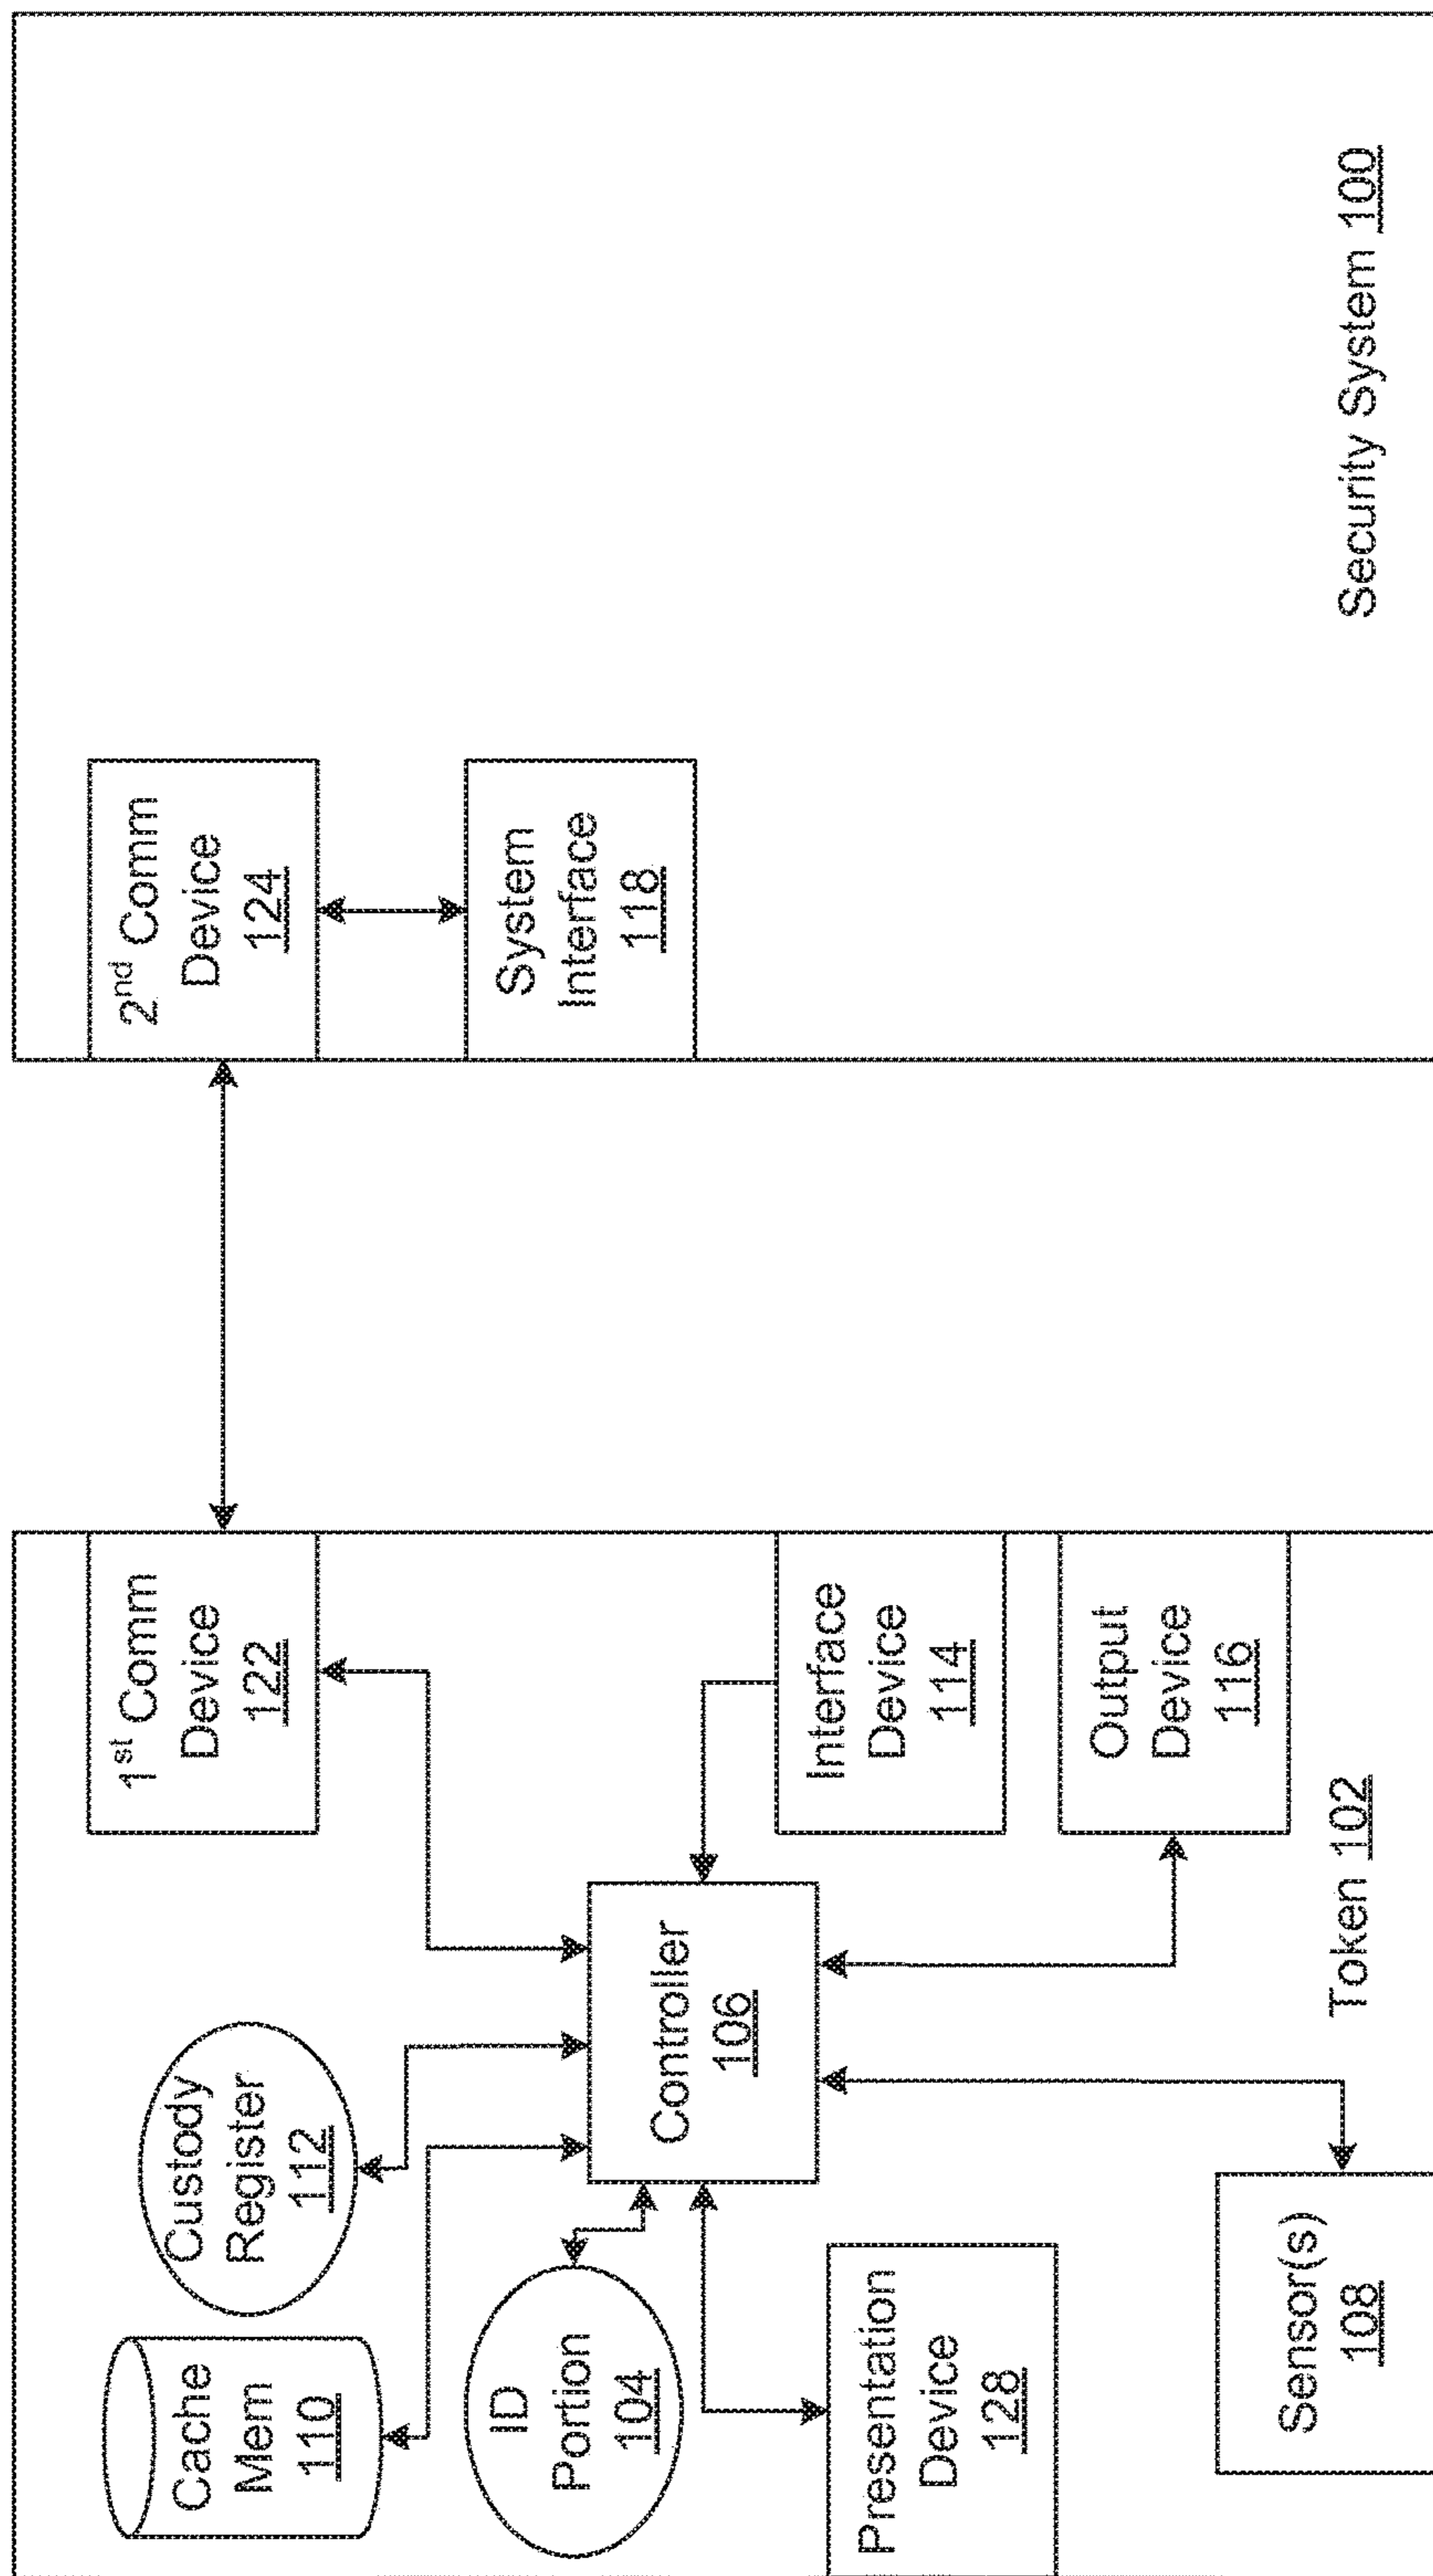 Cache
Mem
110
Custody
Register
112
1st Comm
Device
122
2nd Comm
Device
124
ID
Portion
104
Controller
106
System
Interface
118
Presentation
Device
128
Interface
Device
114
Output
Device
116
Sensor(s)
108
Token 102
Security System 100